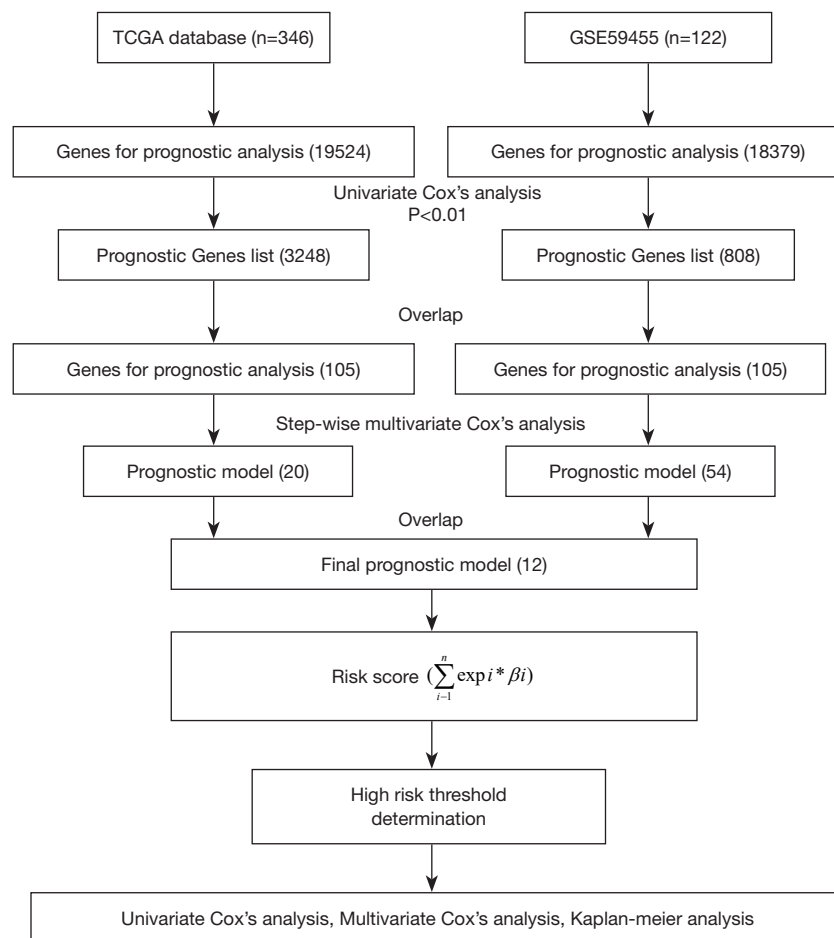 TCGA database (n=346)
GSE59455 (n=122)
Genes for prognostic analysis (19524)
Genes for prognostic analysis (18379)
Univariate Cox's analysis
P<0.01
Prognostic Genes list (3248)
Prognostic Genes list (808)
Overlap
Genes for prognostic analysis (105)
Genes for prognostic analysis (105)
Step-wise multivariate Cox's analysis
Prognostic model (20)
Prognostic model (54)
Overlap
Final prognostic model (12)
Risk score (∑_{i–1}^{n} exp i * βi)
High risk threshold
determination
Univariate Cox's analysis, Multivariate Cox's analysis, Kaplan-meier analysis